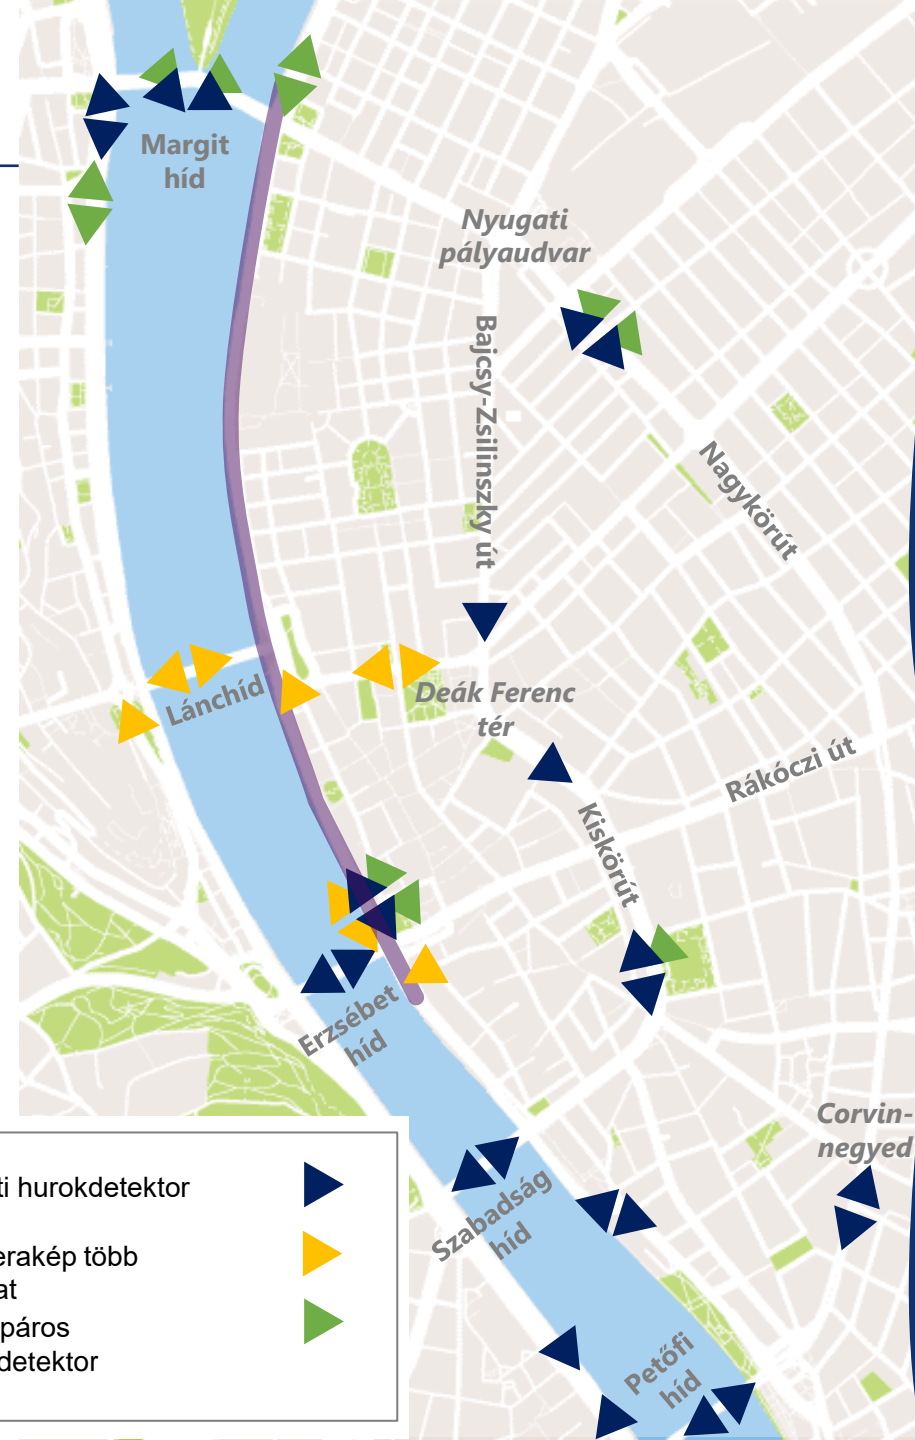 Margit
híd
Nyugati
pályaudvar
Bajcsy-Zsilinszky út
Nagykörút
Lánchíd
Deák Ferenc
tér
Rákóczi út
Kiskörút
Erzsébet
híd
Corvin-
negyed
Szabadság
híd
Petőfi
híd
ti hurokdetektor
erakép több
at
páros
detektor